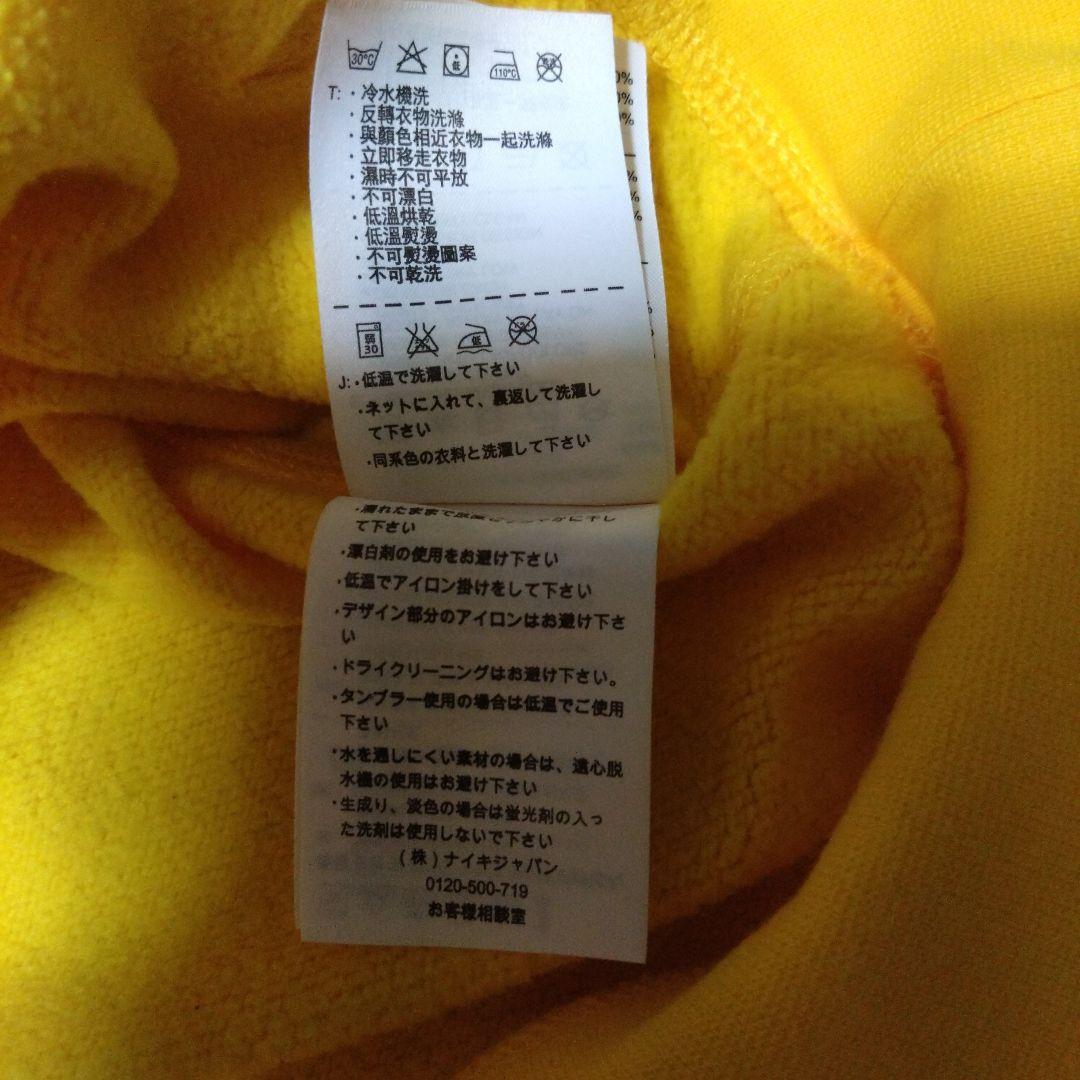 30°C 低 110°C
0%
0%
0%
T: ・冷水機洗
・反轉衣物洗滌
・與顏色相近衣物一起洗滌
・立即移走衣物
・濕時不可平放
・不可漂白
・低溫烘乾
・低溫熨燙
・不可熨燙圖案
・不可乾洗
%
%
%
弱 30 低
J:・低温で洗濯して下さい
・ネットに入れて、裏返して洗濯し
て下さい
・同系色の衣料と洗濯して下さい
て下さい
・漂白剤の使用をお避け下さい
・低温でアイロン掛けをして下さい
・デザイン部分のアイロンはお避け下さ
い
・ドライクリーニングはお避け下さい。
・タンブラー使用の場合は低温でご使用
下さい
・水を通しにくい素材の場合は、遠心脱
水機の使用はお避け下さい
・生成り、淡色の場合は蛍光剤の入っ
た洗剤は使用しないで下さい
(株)ナイキジャパン
0120-500-719
お客様相談室